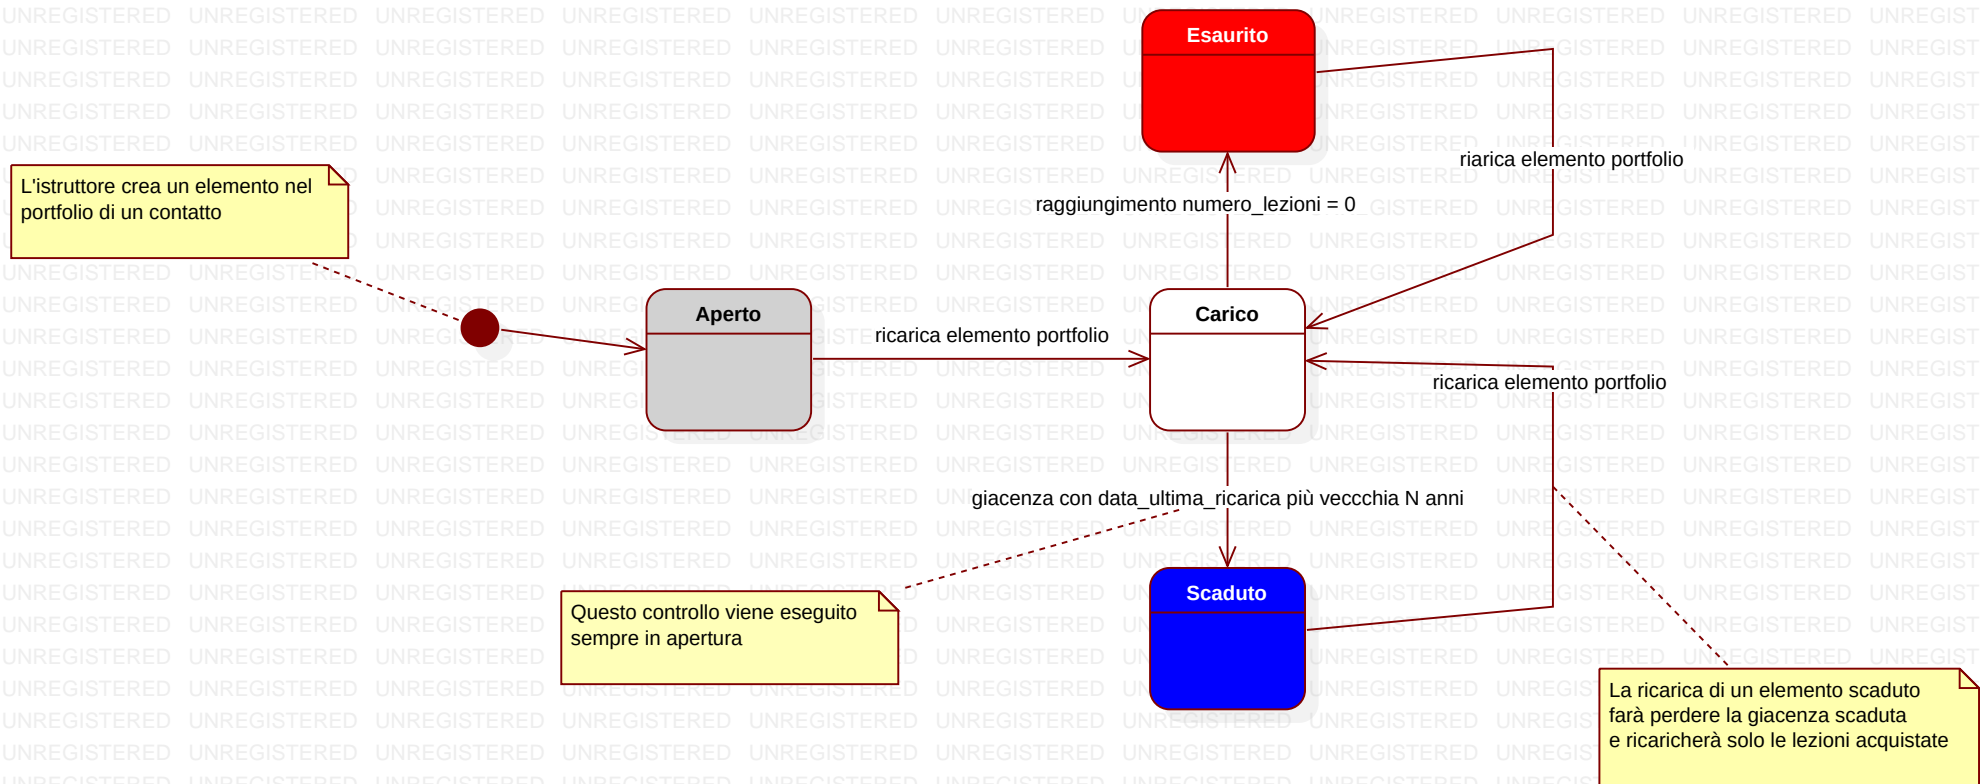 Esaurito
riarica elemento portfolio
L'istruttore crea un elemento nel
portfolio di un contatto
raggiungimento numero_lezioni = 0
Aperto
ricarica elemento portfolio
Carico
ricarica elemento portfolio
giacenza con data_ultima_ricarica più veccchia N anni
Scaduto
Questo controllo viene eseguito
sempre in apertura
La ricarica di un elemento scaduto
farà perdere la giacenza scaduta
e ricaricherà solo le lezioni acquistate
UNREGISTERED